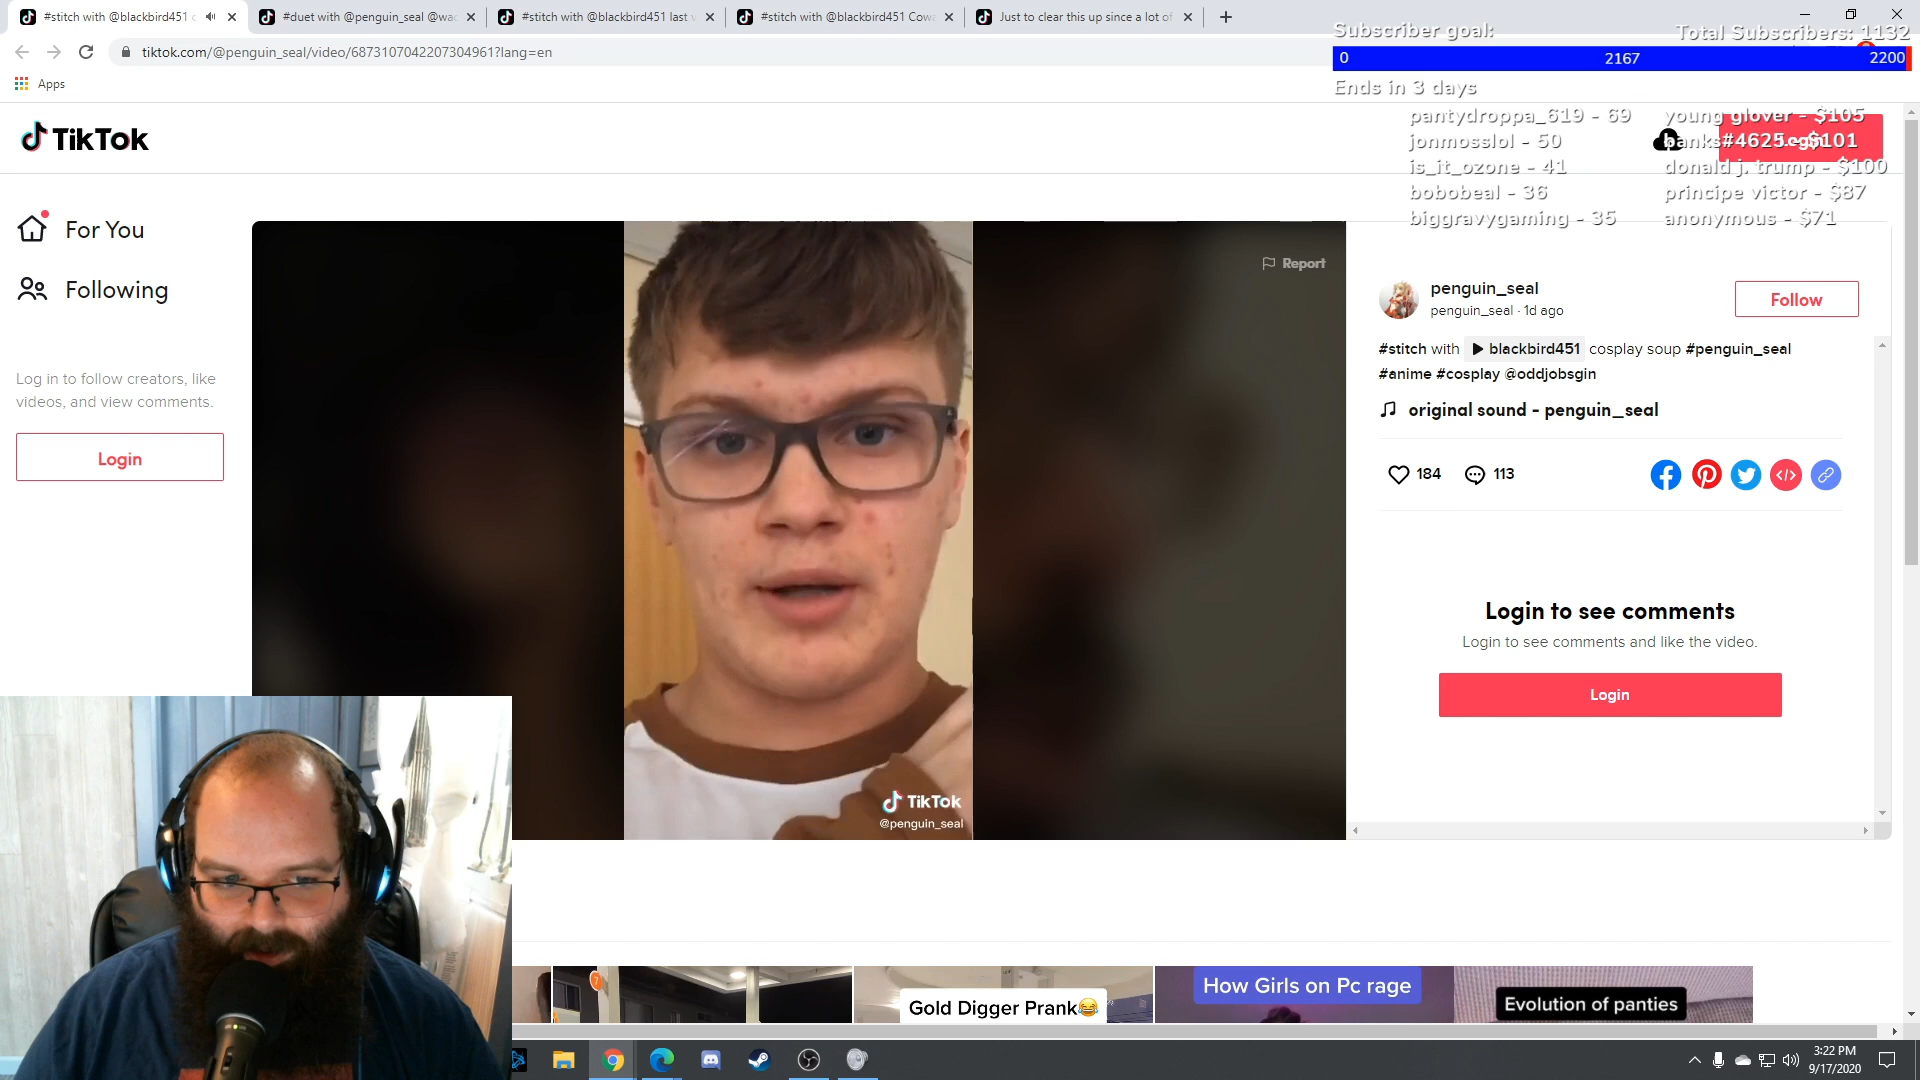 #stitch with @blackbird451 c
#duet with @penguin_seal @wac
#stitch with @blackbird451 last
#stitch with @blackbird451 Cow
Just to clear this up since a lot of
tiktok.com/@penguin_seal/video/6873107042207304961?lang=en
Apps
Subscriber goal:
Total Subscribers: 1132
0 2167 2200
Ends in 3 days
pantydroppa_619 - 69
jonmosslol - 50
is_it_ozone - 41
bobobeal - 36
biggravygaming - 35
young glover - $105
banks#4625 - $101
donald j. trump - $100
principe victor - $87
anonymous - $71
TikTok
Login
For You
Following
Log in to follow creators, like
videos, and view comments.
Login
Report
TikTok
@penguin_seal
penguin_seal
penguin_seal · 1d ago
Follow
#stitch with blackbird451 cosplay soup #penguin_seal
#anime #cosplay @oddjobsgin
original sound - penguin_seal
184 113
Login to see comments
Login to see comments and like the video.
Login
Gold Digger Prank😂
How Girls on Pc rage
Evolution of panties
3:22 PM
9/17/2020